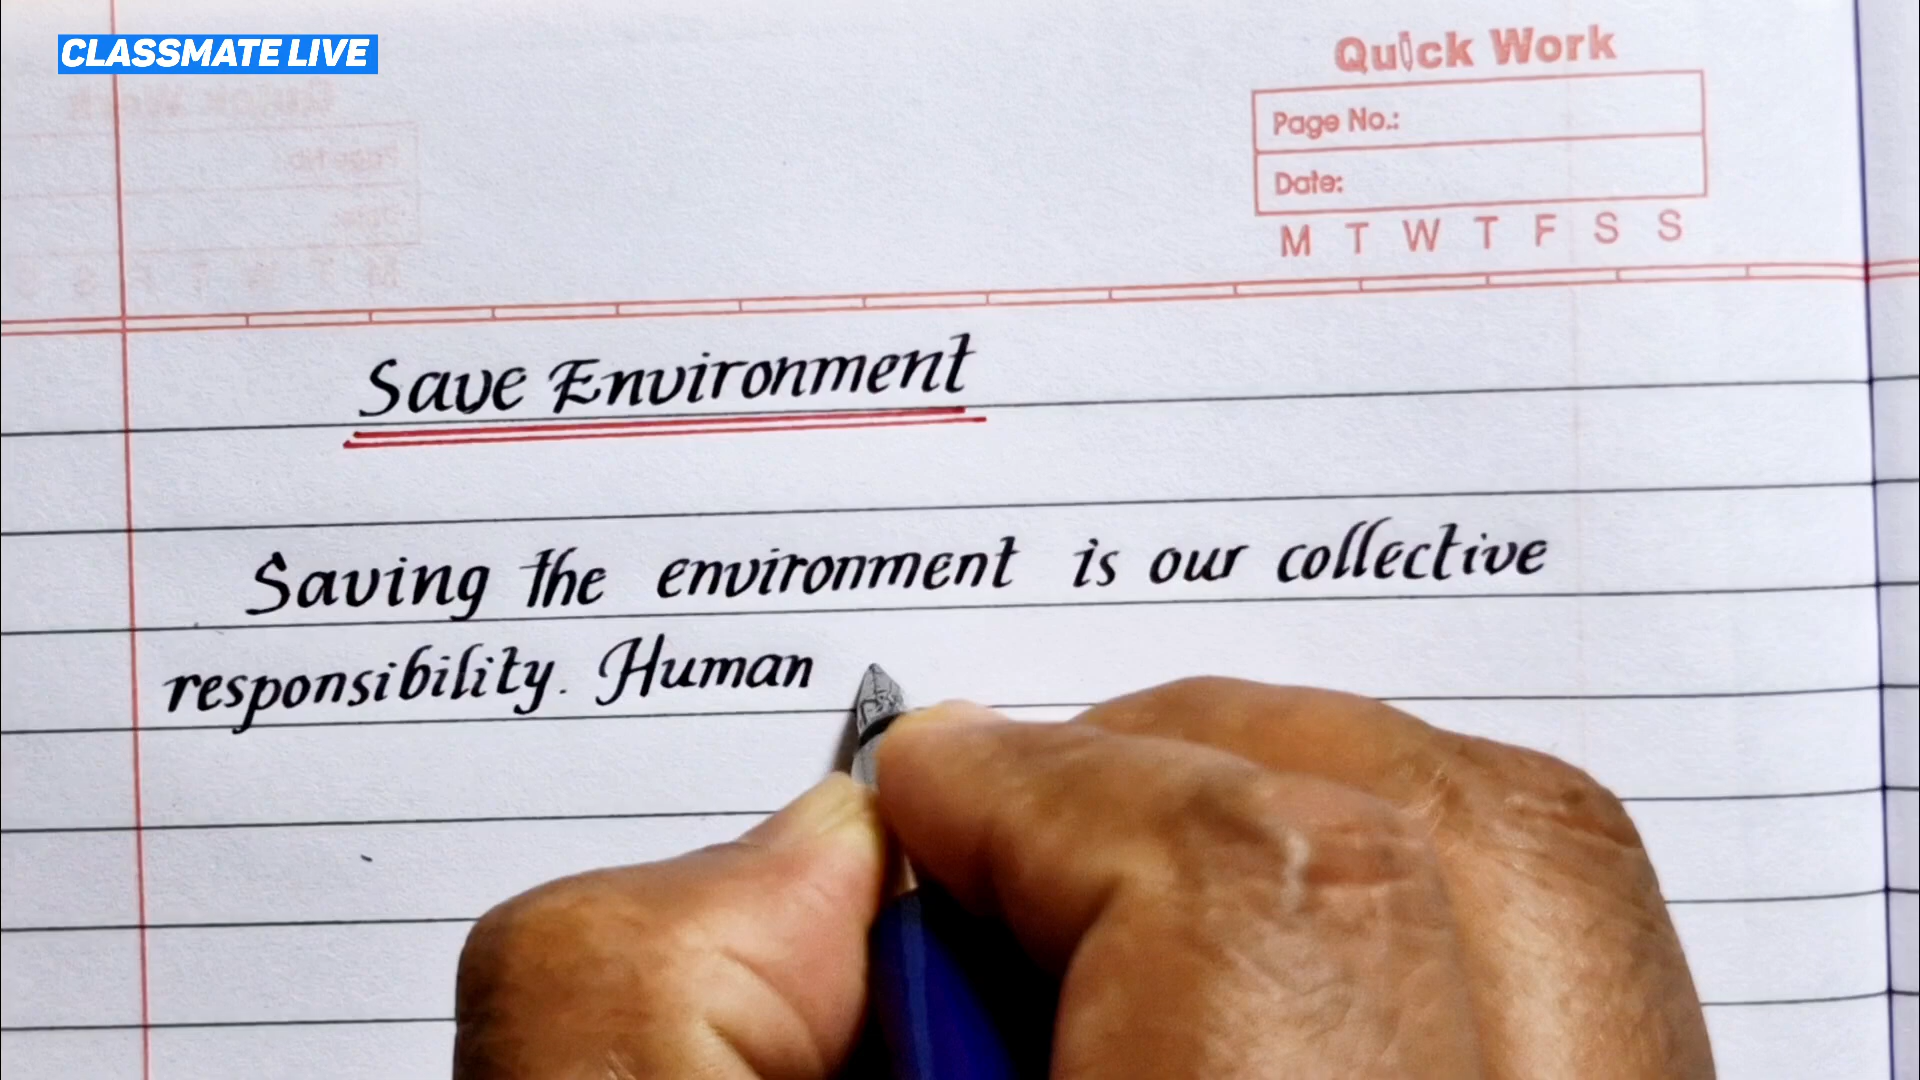 CLASSMATE LIVE
Quick Work
Page No.:
Date:
M T W T F S S
Save Environment
Saving the environment is our collective
responsibility. Human